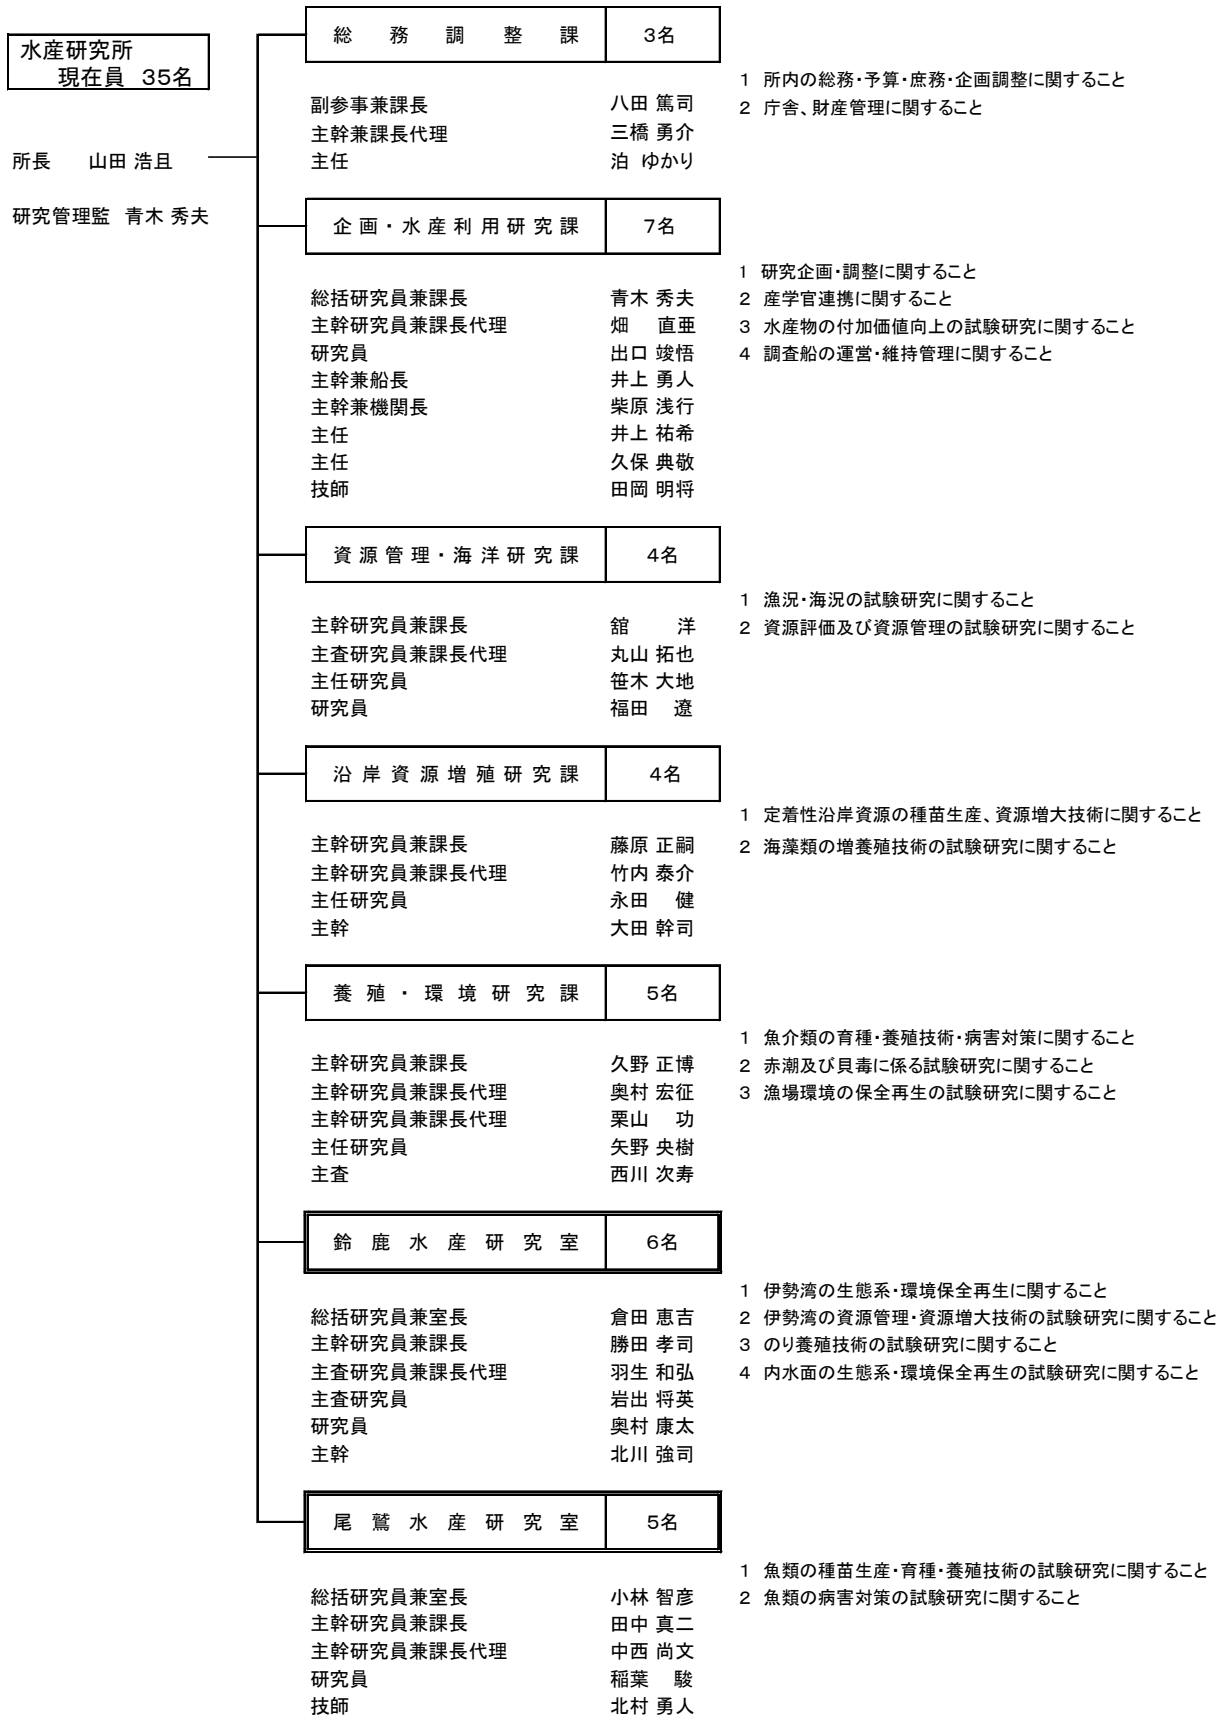 水産研究所
現在員　35名
所長　　山田 浩且
研究管理監　青木 秀夫
総務調整課　3名
1　所内の総務・予算・庶務・企画調整に関すること
副参事兼課長　八田 篤司　2　庁舎、財産管理に関すること
主幹兼課長代理　三橋 勇介
主任　泊 ゆかり
企画・水産利用研究課　7名
1　研究企画・調整に関すること
総括研究員兼課長　青木 秀夫　2　産学官連携に関すること
主幹研究員兼課長代理　畑　直亜　3　水産物の付加価値向上の試験研究に関すること
研究員　出口 竣悟　4　調査船の運営・維持管理に関すること
主幹兼船長　井上 勇人
主幹兼機関長　柴原 浅行
主任　井上 祐希
主任　久保 典敬
技師　田岡 明将
資源管理・海洋研究課　4名
1　漁況・海況の試験研究に関すること
主幹研究員兼課長　舘　洋　2　資源評価及び資源管理の試験研究に関すること
主査研究員兼課長代理　丸山 拓也
主任研究員　笹木 大地
研究員　福田　遼
沿岸資源増殖研究課　4名
1　定着性沿岸資源の種苗生産、資源増大技術に関すること
主幹研究員兼課長　藤原 正嗣　2　海藻類の増養殖技術の試験研究に関すること
主幹研究員兼課長代理　竹内 泰介
主任研究員　永田　健
主幹　大田 幹司
養殖・環境研究課　5名
1　魚介類の育種・養殖技術・病害対策に関すること
主幹研究員兼課長　久野 正博　2　赤潮及び貝毒に係る試験研究に関すること
主幹研究員兼課長代理　奥村 宏征　3　漁場環境の保全再生の試験研究に関すること
主幹研究員兼課長代理　栗山　功
主任研究員　矢野 央樹
主査　西川 次寿
鈴鹿水産研究室　6名
1　伊勢湾の生態系・環境保全再生に関すること
総括研究員兼室長　倉田 恵吉　2　伊勢湾の資源管理・資源増大技術の試験研究に関すること
主幹研究員兼課長　勝田 孝司　3　のり養殖技術の試験研究に関すること
主査研究員兼課長代理　羽生 和弘　4　内水面の生態系・環境保全再生の試験研究に関すること
主査研究員　岩出 将英
研究員　奥村 康太
主幹　北川 強司
尾鷲水産研究室　5名
1　魚類の種苗生産・育種・養殖技術の試験研究に関すること
総括研究員兼室長　小林 智彦　2　魚類の病害対策の試験研究に関すること
主幹研究員兼課長　田中 真二
主幹研究員兼課長代理　中西 尚文
研究員　稲葉　駿
技師　北村 勇人